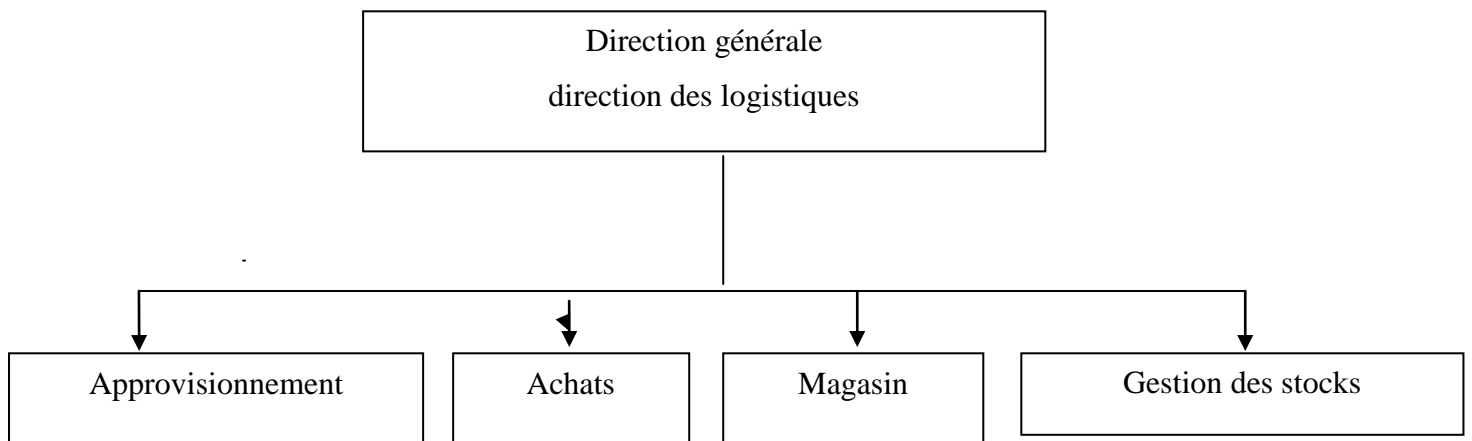 Direction générale
direction des logistiques
Approvisionnement
Achats
Magasin
Gestion des stocks